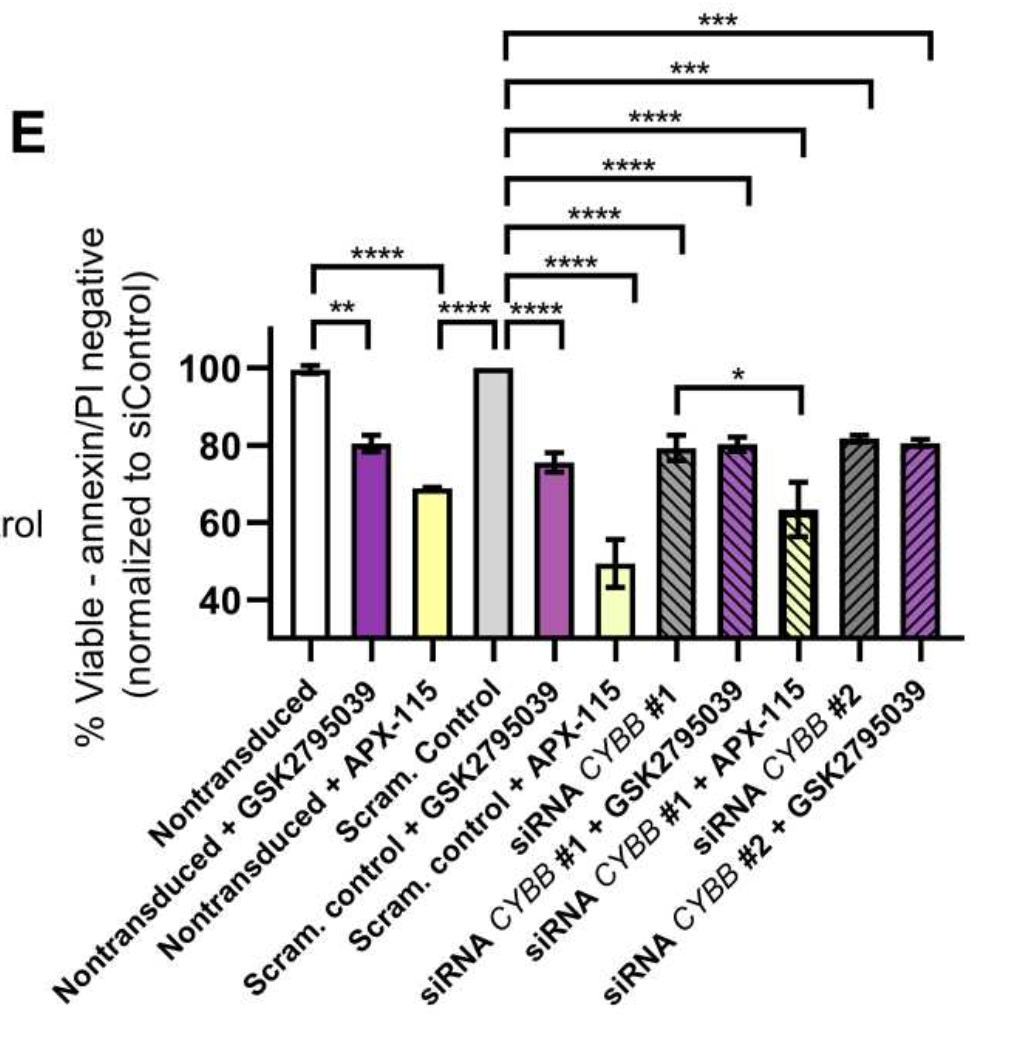 ***
***
E
****
****
****
****
****
**
****
****
*
% Viable - annexin/PI negative
(normalized to siControl)
100
80
60
40
rol
Nontransduced
Nontransduced + GSK2795039
Nontransduced + APX-115
Scram. Control
Scram. control + GSK2795039
Scram. control + APX-115
siRNA CYBB #1
siRNA CYBB #1 + GSK2795039
siRNA CYBB #1 + APX-115
siRNA CYBB #2
siRNA CYBB #2 + GSK2795039